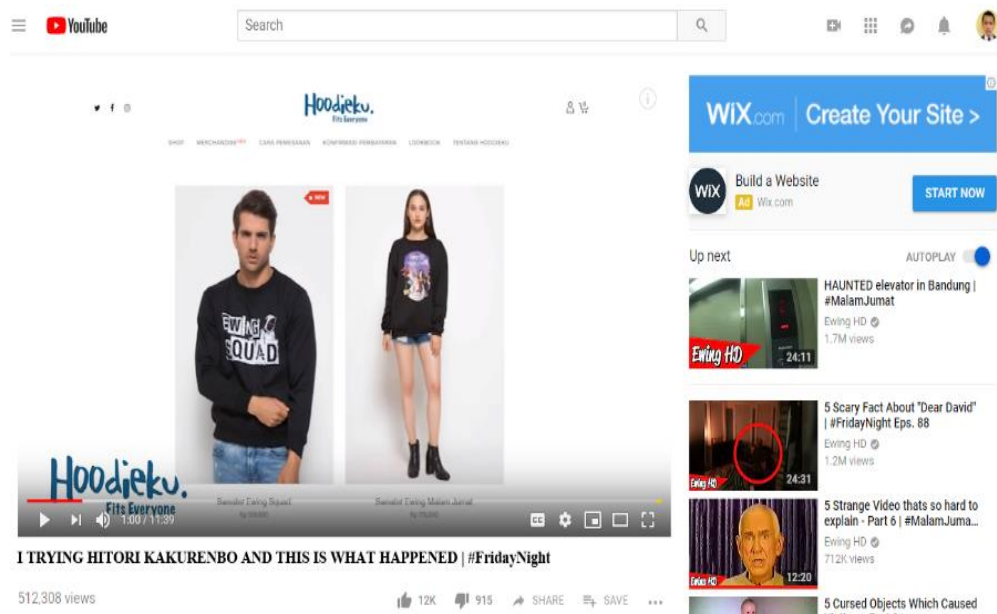 YouTube
Search
Hoodieku.
Fits Everyone
SHOP MERCHANDISE CARA PEMESANAN KONFIRMASI PEMBAYARAN LOOKBOOK TENTANG HOODIEKU
NEW
EWING
SQUAD
Hoodieku.
Fits Everyone
Sweater Ewing Squad
Sweater Ewing Malam Jumat
1:00 / 11:39
CC
I TRYING HITORI KAKURENBO AND THIS IS WHAT HAPPENED | #FridayNight
512,308 views
12K 915 SHARE SAVE
WiX.com Create Your Site >
WiX
Build a Website
Ad Wix.com
START NOW
Up next
AUTOPLAY
Ewing HD
24:11
HAUNTED elevator in Bandung |
#MalamJumat
Ewing HD
1.7M views
Ewing HD
24:31
5 Scary Fact About "Dear David"
| #FridayNight Eps. 88
Ewing HD
1.2M views
Ewing HD
12:20
5 Strange Video thats so hard to
explain - Part 6 | #MalamJuma...
Ewing HD
712K views
5 Cursed Objects Which Caused